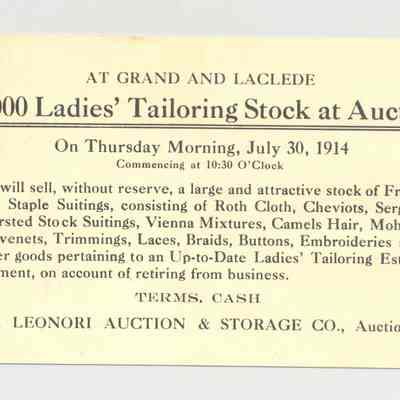 AT GRAND AND LACLEDE
000 Ladies' Tailoring Stock at Auc
On Thursday Morning, July 30, 1914
Commencing at 10:30 O'Clock
will sell, without reserve, a large and attractive stock of Fr
Staple Suitings, consisting of Roth Cloth, Cheviots, Ser
rsted Stock Suitings, Vienna Mixtures, Camels Hair, Moh
venets, Trimmings, Laces, Braids, Buttons, Embroideries
er goods pertaining to an Up-to-Date Ladies' Tailoring Est
ment, on account of retiring from business.
TERMS, CASH
LEONORI AUCTION & STORAGE CO., Auctio